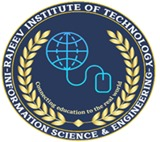 -RAJEEV INSTITUTE OF TECHNOLOGY-
Connecting education to the real world
INFORMATION SCIENCE & ENGINEERING